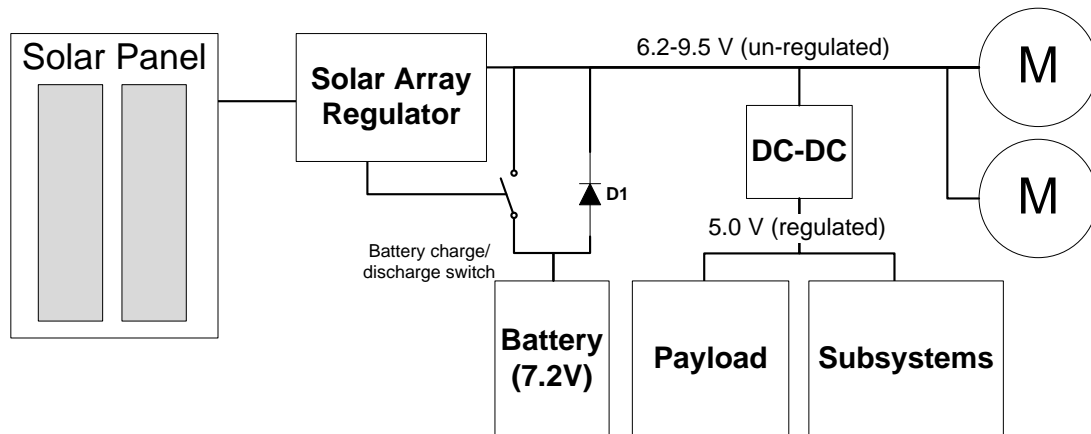 Solar Panel
Solar Array
Regulator
6.2-9.5 V (un-regulated)
M
DC-DC
M
D1
5.0 V (regulated)
Battery charge/
discharge switch
Battery
(7.2V)
Payload
Subsystems